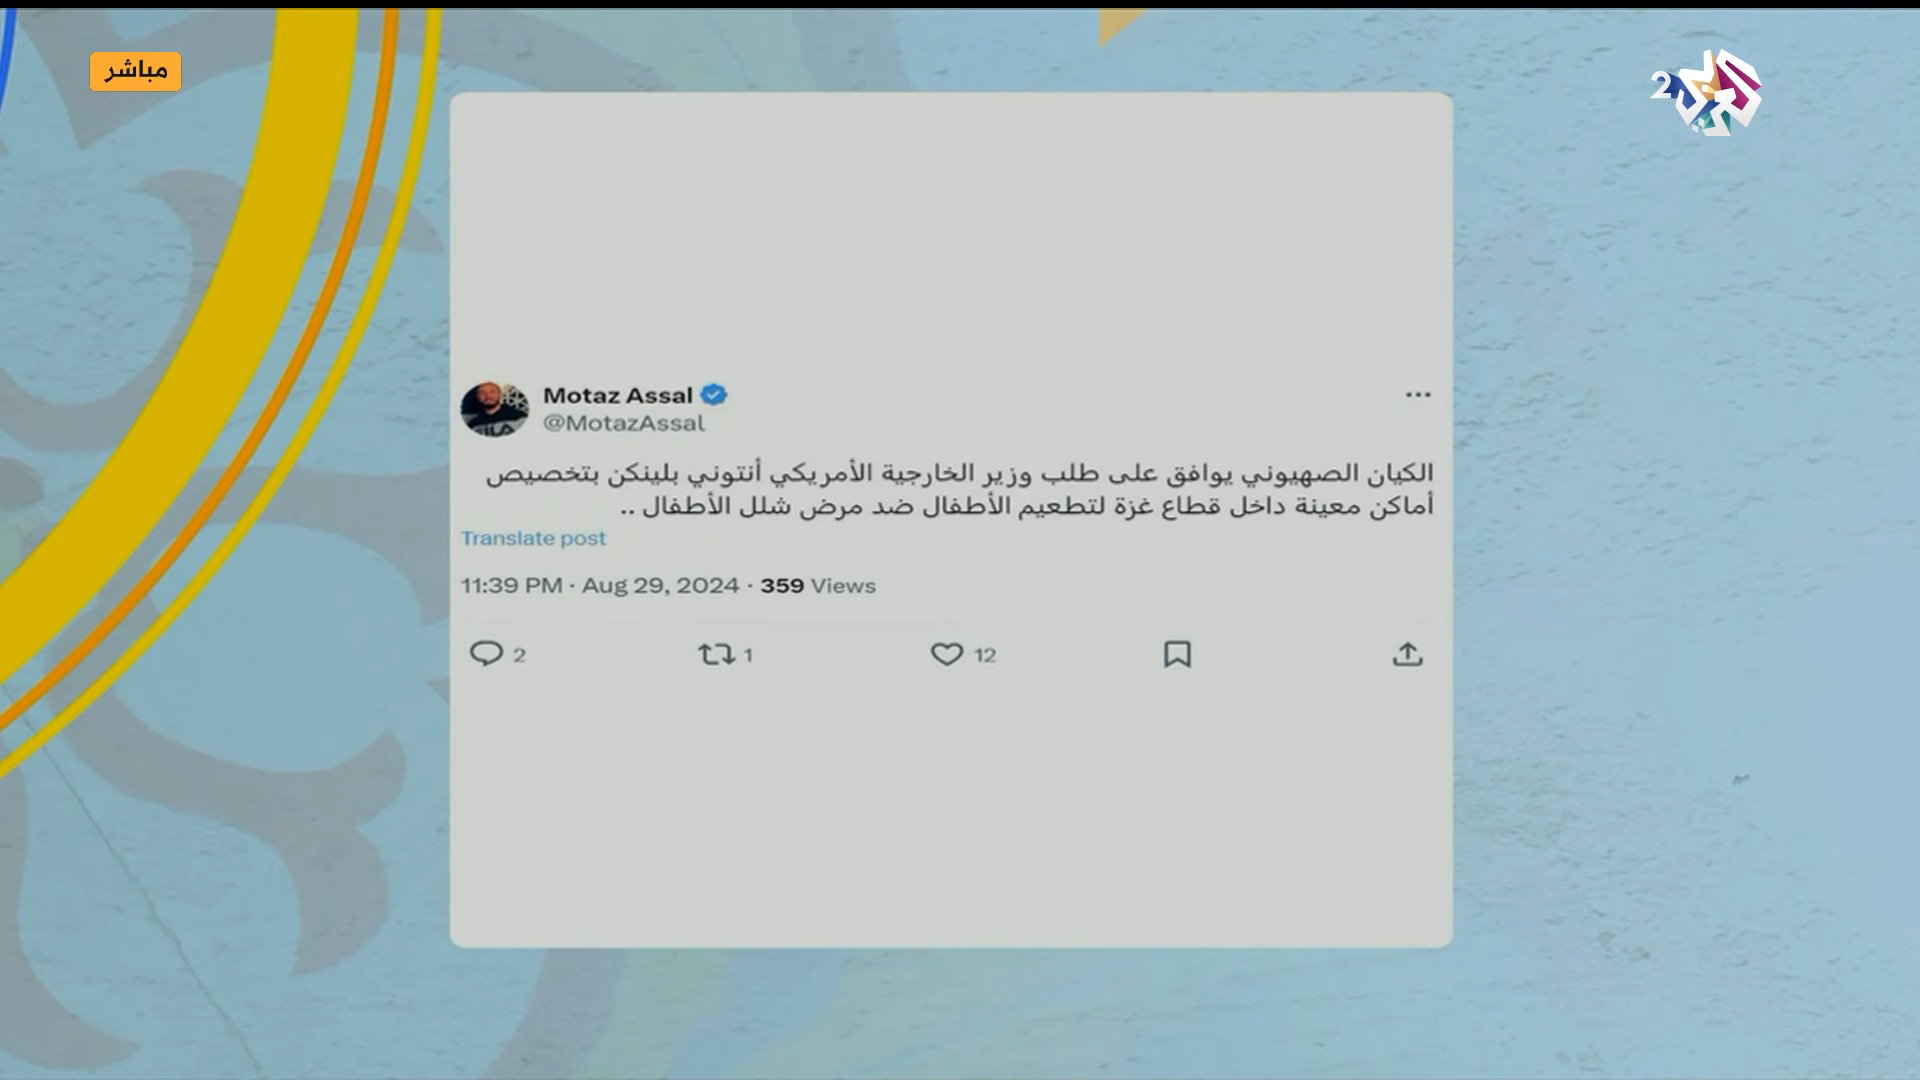 مباشر
العربي 2
Motaz Assal
@MotazAssal
الكيان الصهيوني يوافق على طلب وزير الخارجية الأمريكي أنتوني بلينكن بتخصيص
أماكن معينة داخل قطاع غزة لتطعيم الأطفال ضد مرض شلل الأطفال ..
Translate post
11:39 PM · Aug 29, 2024 · 359 Views
2
1
12